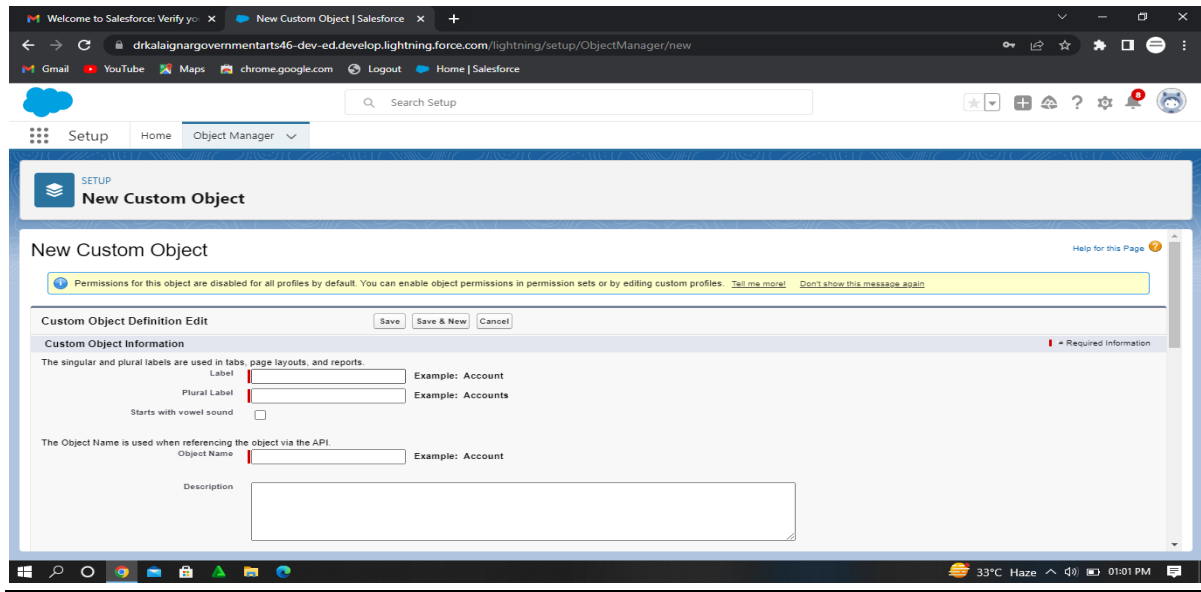 Welcome to Salesforce: Verify yo
New Custom Object | Salesforce
drkalaignargovernmentarts46-dev-ed.develop.lightning.force.com/lightning/setup/ObjectManager/new
Gmail YouTube Maps chrome.google.com Logout Home | Salesforce
Search Setup
8
Setup Home Object Manager
SETUP
New Custom Object
New Custom Object
Help for this Page
Permissions for this object are disabled for all profiles by default. You can enable object permissions in permission sets or by editing custom profiles. Tell me more! Don't show this message again
Custom Object Definition Edit Save Save & New Cancel
Custom Object Information = Required Information
The singular and plural labels are used in tabs, page layouts, and reports.
Label Example: Account
Plural Label Example: Accounts
Starts with vowel sound
The Object Name is used when referencing the object via the API.
Object Name Example: Account
Description
33°C Haze 01:01 PM